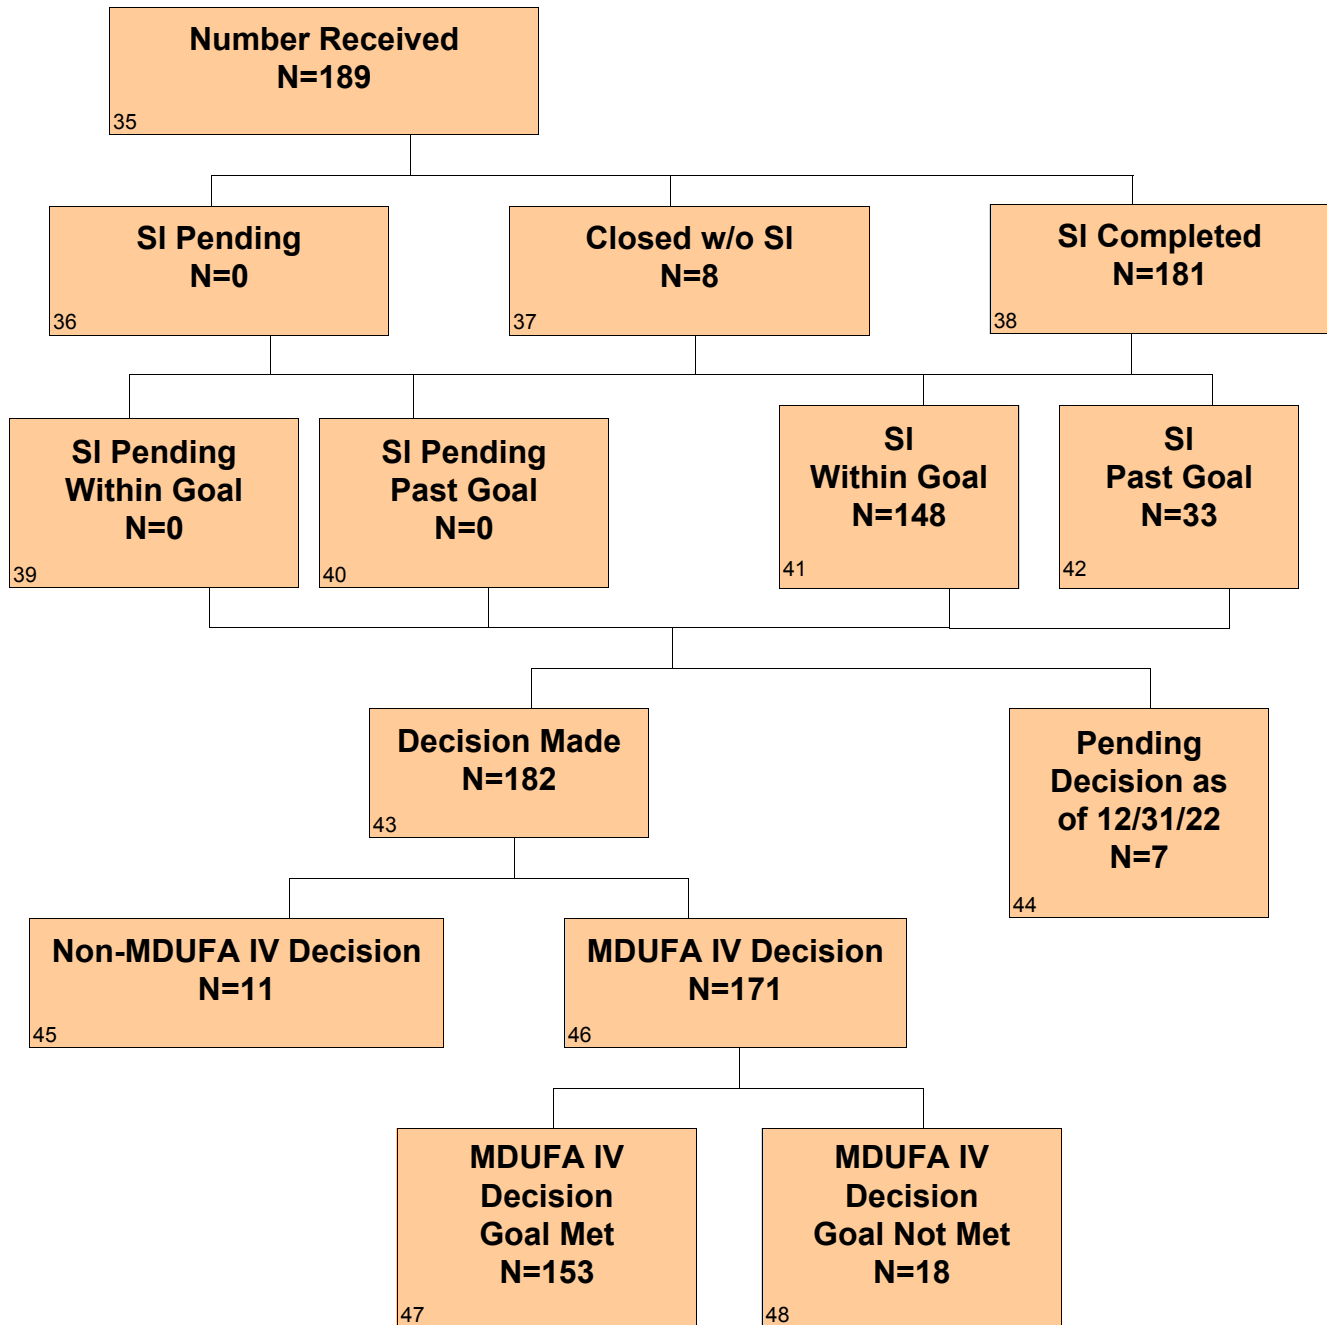 Number Received
N=189
35
SI Pending
N=0
36
Closed w/o SI
N=8
37
SI Completed
N=181
38
SI Pending
Within Goal
N=0
39
SI Pending
Past Goal
N=0
40
SI
Within Goal
N=148
41
SI
Past Goal
N=33
42
Decision Made
N=182
43
Pending
Decision as
of 12/31/22
N=7
44
Non-MDUFA IV Decision
N=11
45
MDUFA IV Decision
N=171
46
MDUFA IV
Decision
Goal Met
N=153
47
MDUFA IV
Decision
Goal Not Met
N=18
48